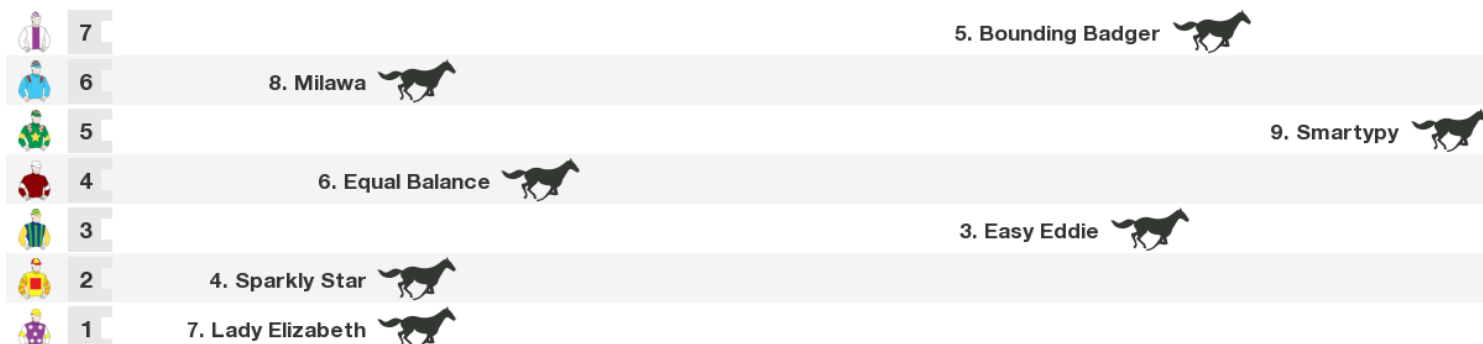 7 5. Bounding Badger
6 8. Milawa
5 9. Smartypy
4 6. Equal Balance
3 3. Easy Eddie
2 4. Sparkly Star
1 7. Lady Elizabeth